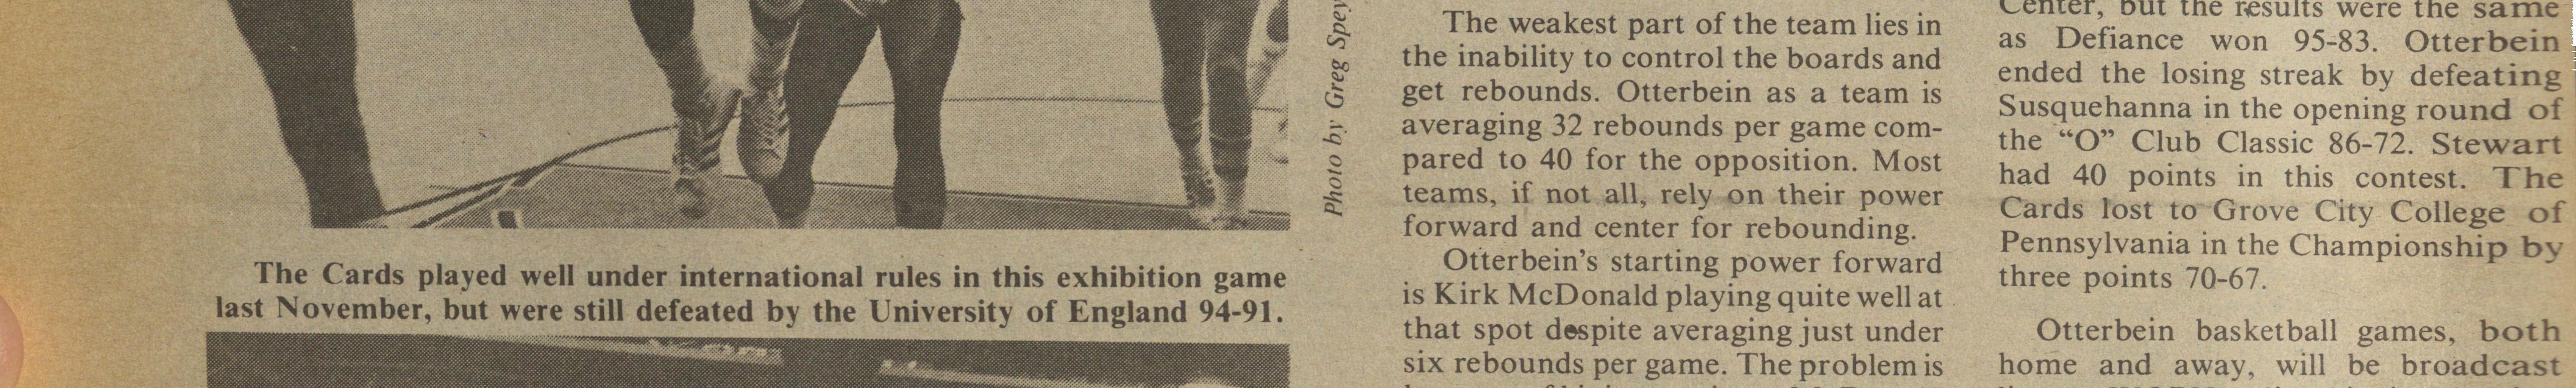 Photo by Greg Spey
The Cards played well under international rules in this exhibition game
last November, but were still defeated by the University of England 94-91.
The weakest part of the team lies in
the inability to control the boards and
get rebounds. Otterbein as a team is
averaging 32 rebounds per game com-
pared to 40 for the opposition. Most
teams, if not all, rely on their power
forward and center for rebounding.
Otterbein's starting power forward
is Kirk McDonald playing quite well at
that spot despite averaging just under
six rebounds per game. The problem is
Center, but the results were the same
as Defiance won 95-83. Otterbein
ended the losing streak by defeating
Susquehanna in the opening round of
the “O” Club Classic 86-72. Stewart
had 40 points in this contest. The
Cards lost to Grove City College of
Pennsylvania in the Championship by
three points 70-67.
Otterbein basketball games, both
home and away, will be broadcast